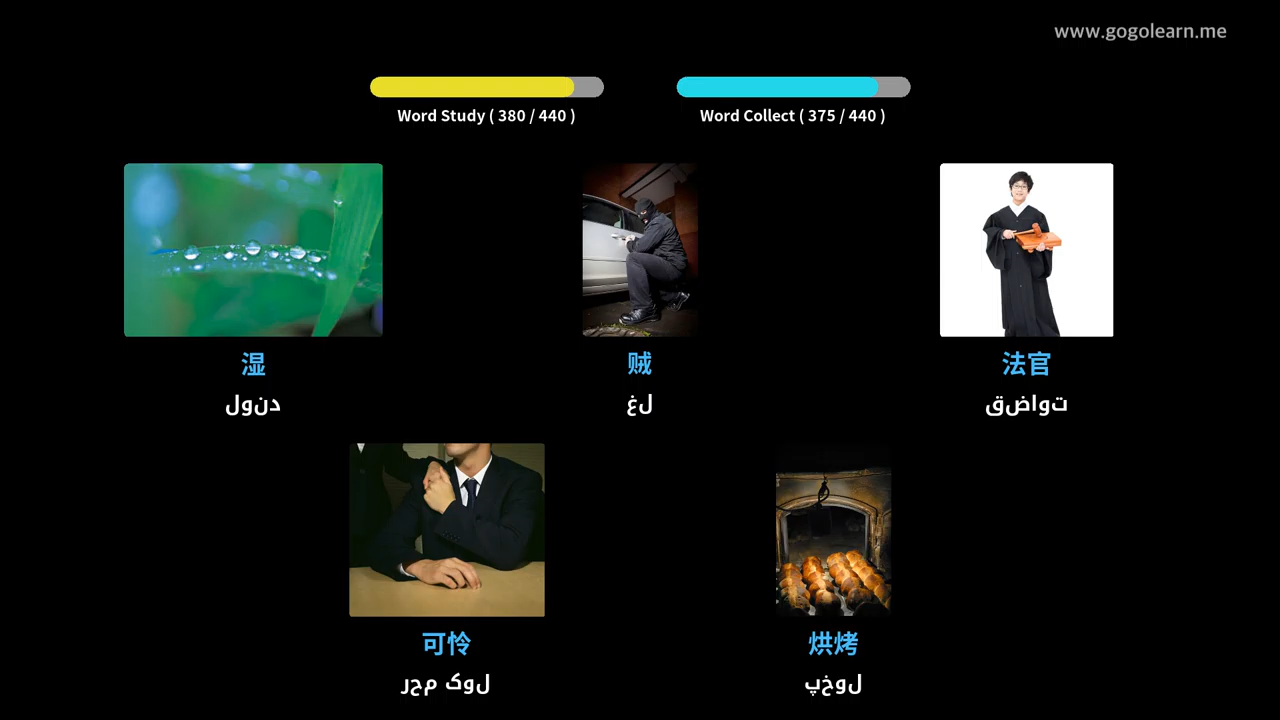 www.gogolearn.me
Word Study ( 380 / 440 )
Word Collect ( 375 / 440 )
湿
贼
法官
دنول
لغ
تواضق
可怜
烘烤
لوک محر
لوخپ